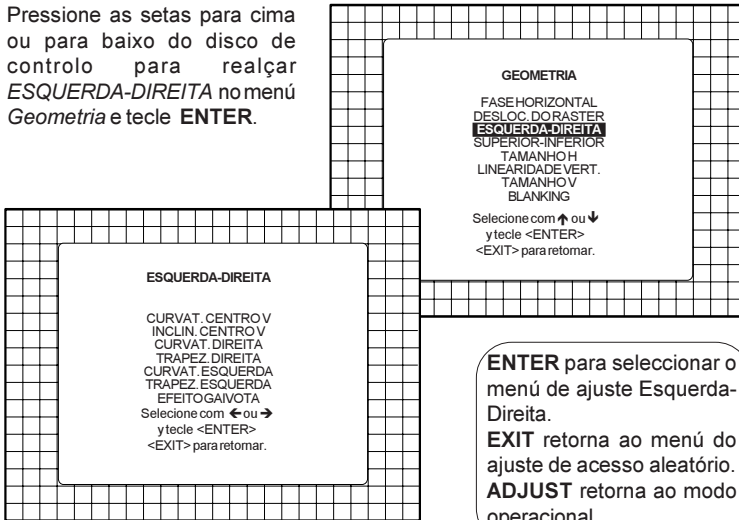 Pressione as setas para cima
ou para baixo do disco de
controlo para realçar
ESQUERDA-DIREITA no menú
Geometria e tecle ENTER.
GEOMETRIA
FASE HORIZONTAL
DESLOC. DO RASTER
ESQUERDA-DIREITA
SUPERIOR-INFERIOR
TAMANHO H
LINEARIDADE VERT.
TAMANHO V
BLANKING
Selecione com ↑ ou ↓
y tecle <ENTER>
<EXIT> para retornar.
ESQUERDA-DIREITA
CURVAT. CENTRO V
INCLIN. CENTRO V
CURVAT. DIREITA
TRAPEZ. DIREITA
CURVAT. ESQUERDA
TRAPEZ. ESQUERDA
EFEITO GAIVOTA
Selecione com ← ou →
y tecle <ENTER>
<EXIT> para retornar.
ENTER para seleccionar o
menú de ajuste Esquerda-
Direita.
EXIT retorna ao menú do
ajuste de acesso aleatório.
ADJUST retorna ao modo
operacional